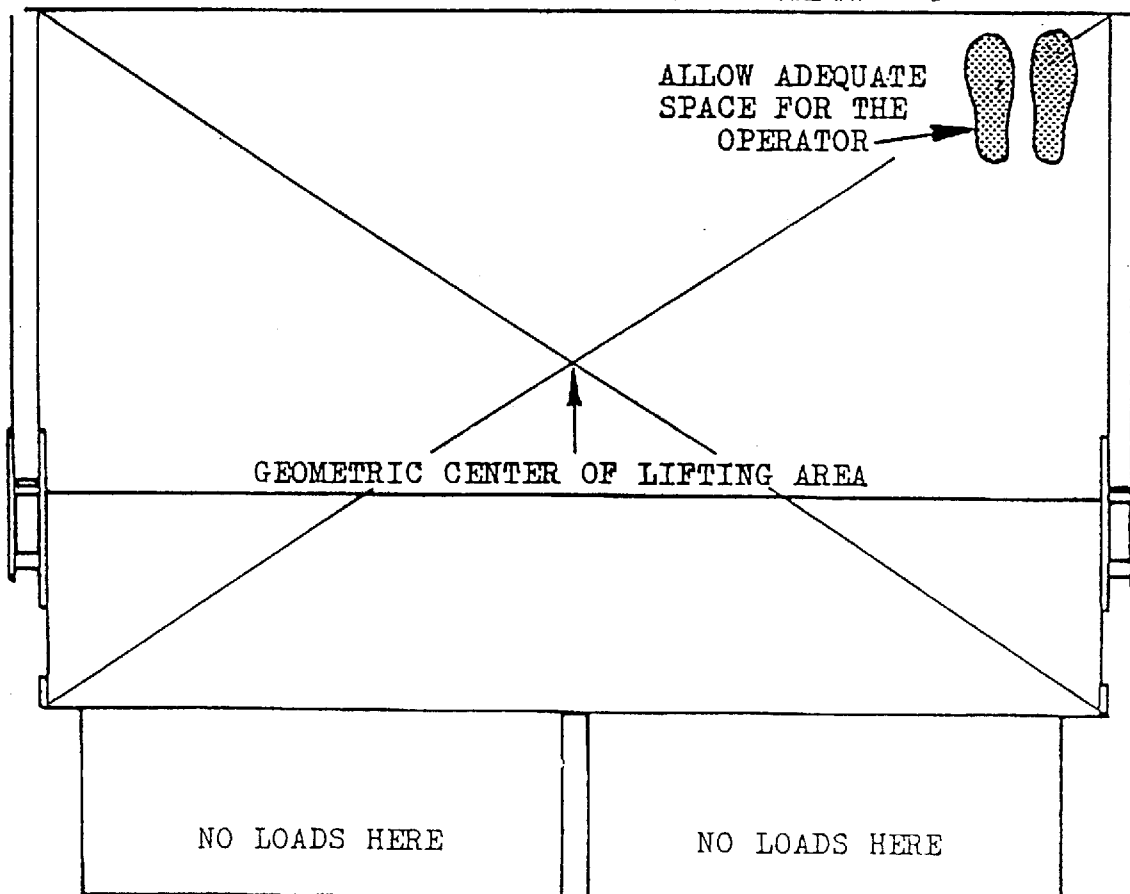 ALLOW ADEQUATE
SPACE FOR THE
OPERATOR
GEOMETRIC CENTER OF LIFTING AREA
NO LOADS HERE
NO LOADS HERE